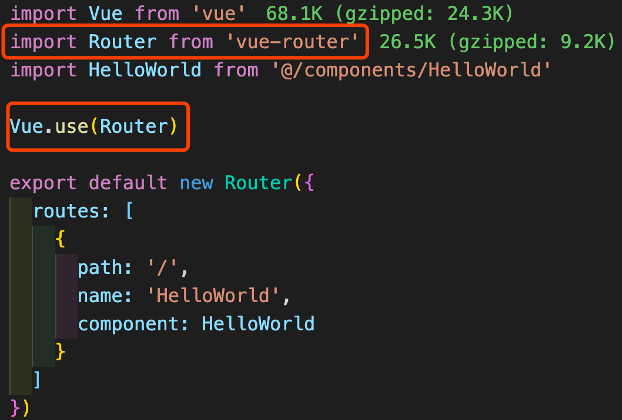 import Vue from 'vue' 68.1K (gzipped: 24.3K)
import Router from 'vue-router' 26.5K (gzipped: 9.2K)
import HelloWorld from '@/components/HelloWorld'
Vue.use(Router)
export default new Router({
  routes: [
    {
      path: '/',
      name: 'HelloWorld',
      component: HelloWorld
    }
  ]
})